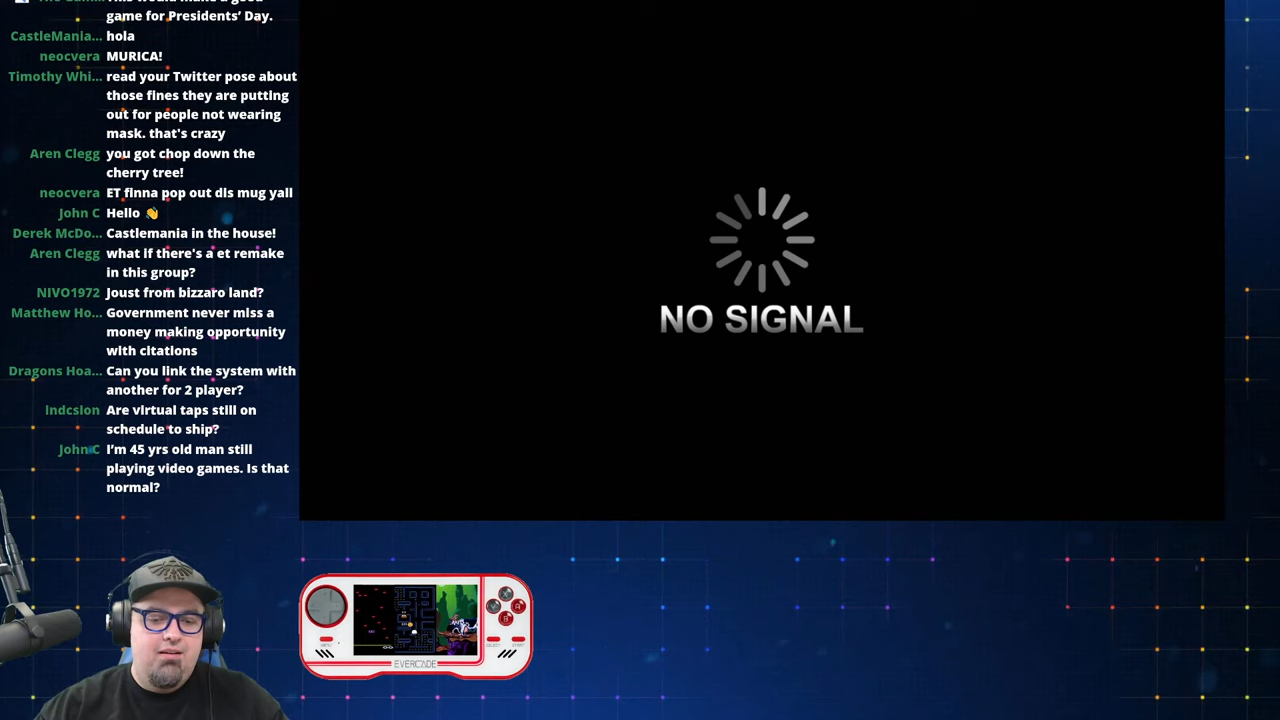 game for Presidents’ Day.
CastleMania... hola
neocvera MURICA!
Timothy Whi... read your Twitter pose about
those fines they are putting
out for people not wearing
mask. that's crazy
Aren Clegg you got chop down the
cherry tree!
neocvera ET finna pop out dis mug yall
John C Hello 👋
Derek McDo... Castlemania in the house!
Aren Clegg what if there's a et remake
in this group?
NIVO1972 Joust from bizzaro land?
Matthew Ho... Government never miss a
money making opportunity
with citations
Dragons Hoa... Can you link the system with
another for 2 player?
indcsion Are virtual taps still on
schedule to ship?
John C I’m 45 yrs old man still
playing video games. Is that
normal?
NO SIGNAL
EVERCADE